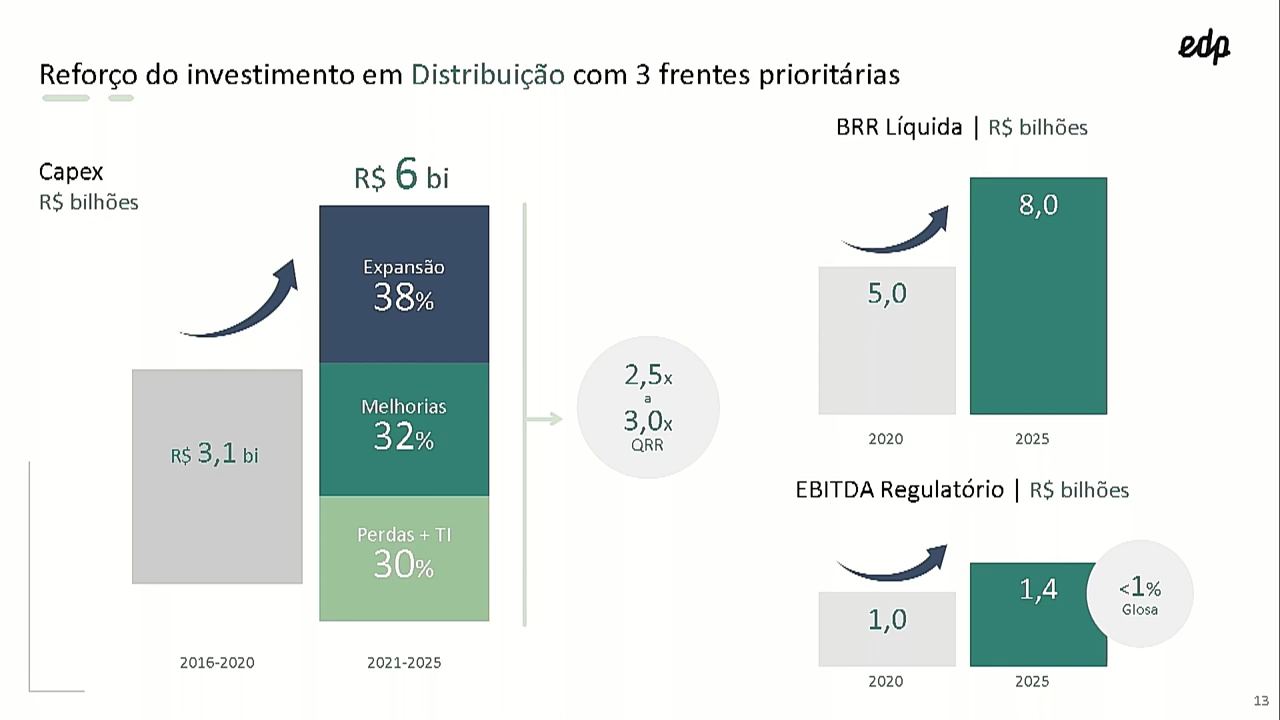 edp
Reforço do investimento em Distribuição com 3 frentes prioritárias
Capex
R$ bilhões
R$ 6 bi
Expansão
38%
Melhorias
32%
Perdas + TI
30%
R$ 3,1 bi
2016-2020
2021-2025
2,5x
a
3,0x
QRR
BRR Líquida | R$ bilhões
5,0
8,0
2020
2025
EBITDA Regulatório | R$ bilhões
1,0
1,4
<1%
Glosa
2020
2025
13